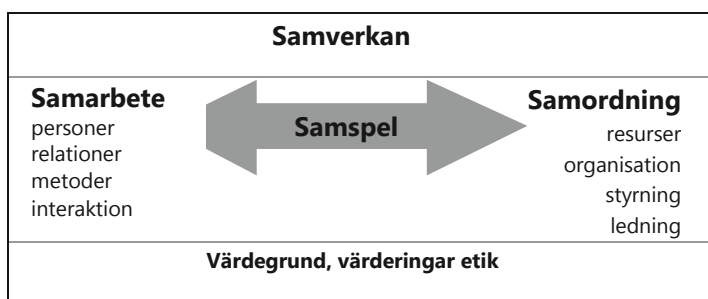 Samverkan
Samarbete
personer
relationer
metoder
interaktion
Samspel
Samordning
resurser
organisation
styrning
ledning
Värdegrund, värderingar etik